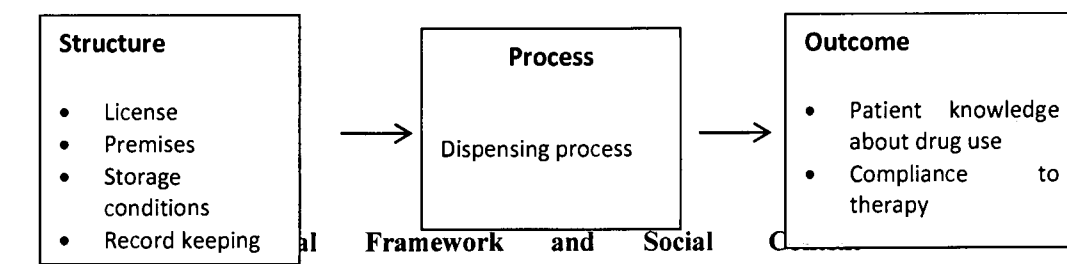 Structure
• License
• Premises
• Storage
conditions
• Record keeping
Process
Dispensing process
Outcome
• Patient knowledge
about drug use
• Compliance to
therapy
Framework and Social